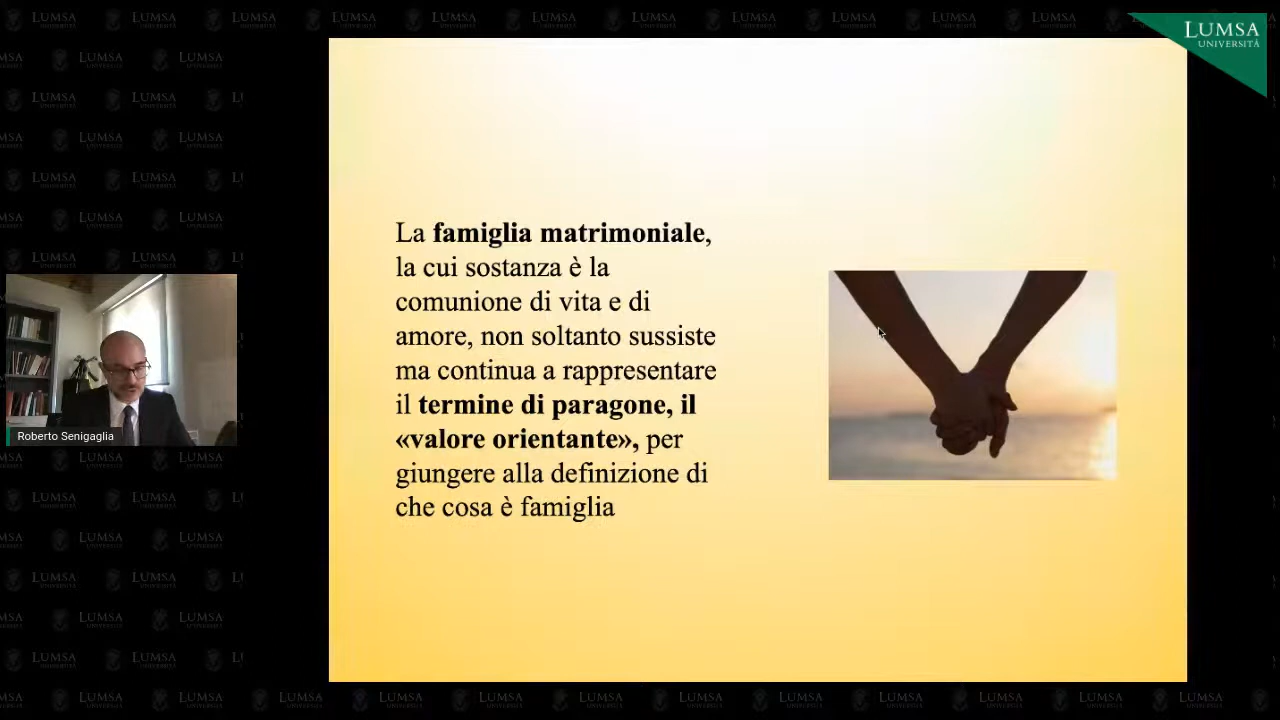 LUMSA
UNIVERSITÀ
La famiglia matrimoniale,
la cui sostanza è la
comunione di vita e di
amore, non soltanto sussiste
ma continua a rappresentare
il termine di paragone, il
«valore orientante», per
giungere alla definizione di
che cosa è famiglia
Roberto Senigaglia